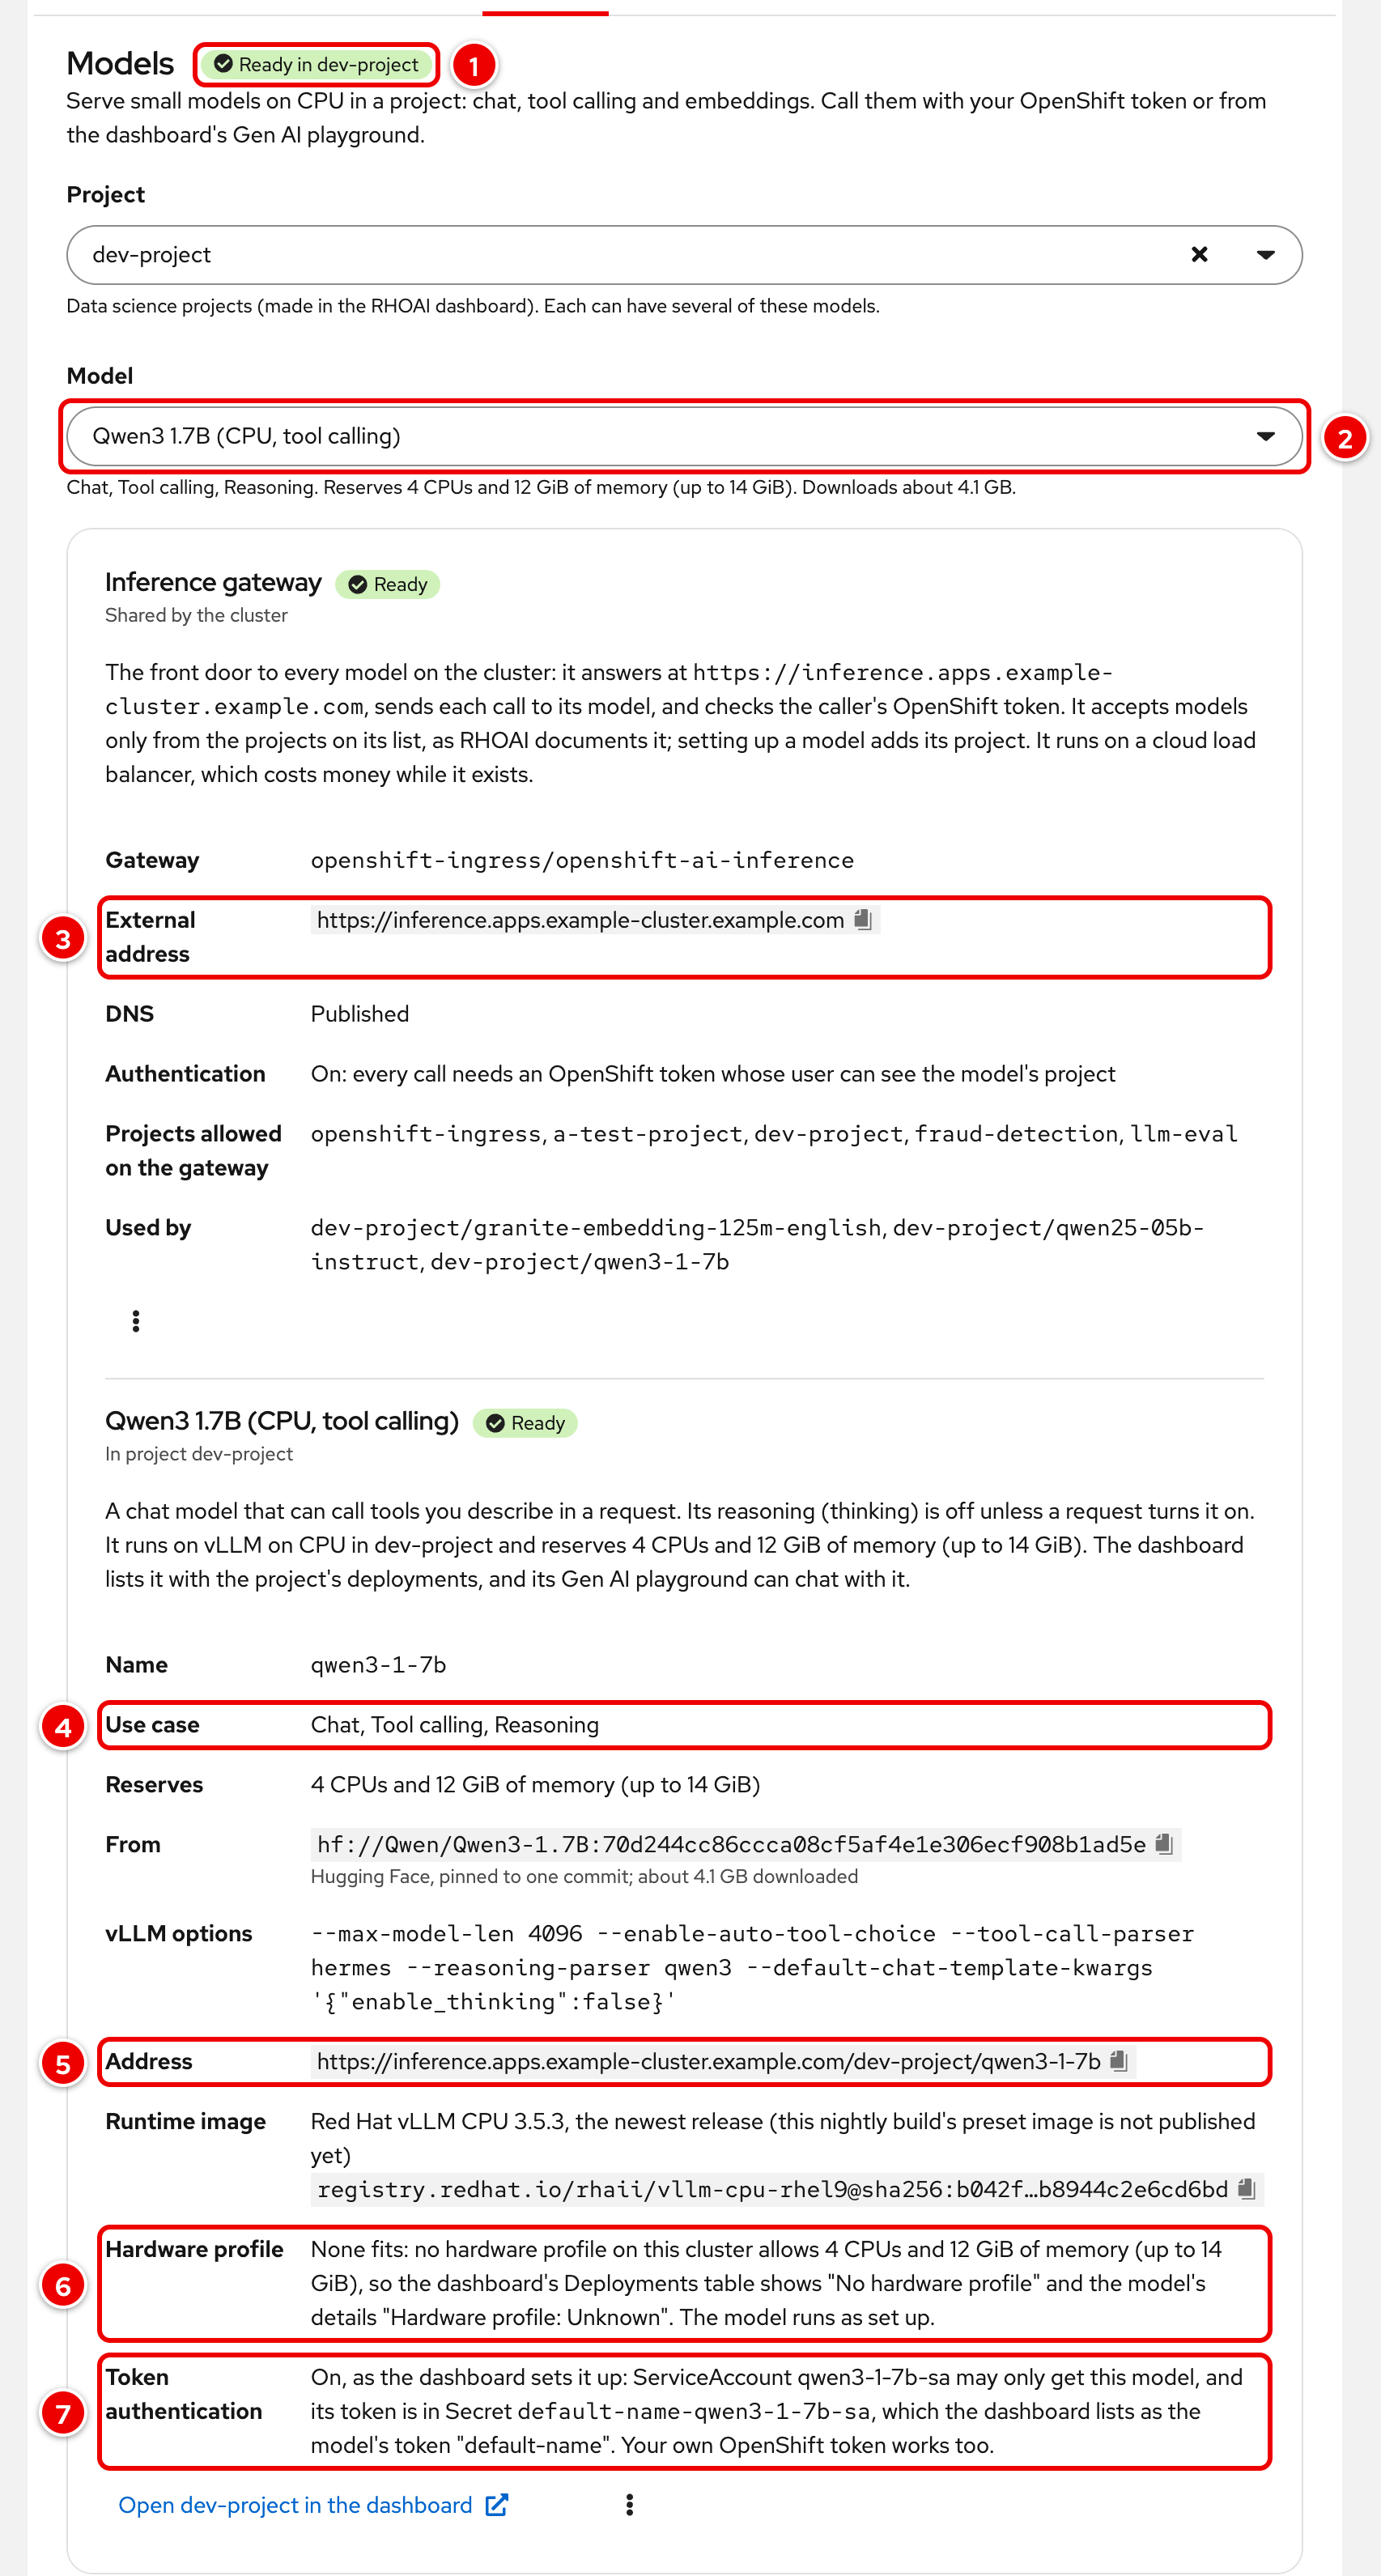 Models Ready in dev-project 1
Serve small models on CPU in a project: chat, tool calling and embeddings. Call them with your OpenShift token or from
the dashboard's Gen AI playground.
Project
dev-project
Data science projects (made in the RHOAI dashboard). Each can have several of these models.
Model
Qwen3 1.7B (CPU, tool calling) 2
Chat, Tool calling, Reasoning. Reserves 4 CPUs and 12 GiB of memory (up to 14 GiB). Downloads about 4.1 GB.
Inference gateway Ready
Shared by the cluster
The front door to every model on the cluster: it answers at https://inference.apps.example-
cluster.example.com, sends each call to its model, and checks the caller's OpenShift token. It accepts models
only from the projects on its list, as RHOAI documents it; setting up a model adds its project. It runs on a cloud load
balancer, which costs money while it exists.
Gateway openshift-ingress/openshift-ai-inference
3 External https://inference.apps.example-cluster.example.com
address
DNS Published
Authentication On: every call needs an OpenShift token whose user can see the model's project
Projects allowed openshift-ingress, a-test-project, dev-project, fraud-detection, llm-eval
on the gateway
Used by dev-project/granite-embedding-125m-english, dev-project/qwen25-05b-
instruct, dev-project/qwen3-1-7b
Qwen3 1.7B (CPU, tool calling) Ready
In project dev-project
A chat model that can call tools you describe in a request. Its reasoning (thinking) is off unless a request turns it on.
It runs on vLLM on CPU in dev-project and reserves 4 CPUs and 12 GiB of memory (up to 14 GiB). The dashboard
lists it with the project's deployments, and its Gen AI playground can chat with it.
Name qwen3-1-7b
4 Use case Chat, Tool calling, Reasoning
Reserves 4 CPUs and 12 GiB of memory (up to 14 GiB)
From hf://Qwen/Qwen3-1.7B:70d244cc86ccca08cf5af4e1e306ecf908b1ad5e
Hugging Face, pinned to one commit; about 4.1 GB downloaded
vLLM options --max-model-len 4096 --enable-auto-tool-choice --tool-call-parser
hermes --reasoning-parser qwen3 --default-chat-template-kwargs
'{"enable_thinking":false}'
5 Address https://inference.apps.example-cluster.example.com/dev-project/qwen3-1-7b
Runtime image Red Hat vLLM CPU 3.5.3, the newest release (this nightly build's preset image is not published
yet)
registry.redhat.io/rhaii/vllm-cpu-rhel9@sha256:b042f…b8944c2e6cd6bd
Hardware profile None fits: no hardware profile on this cluster allows 4 CPUs and 12 GiB of memory (up to 14
6 GiB), so the dashboard's Deployments table shows "No hardware profile" and the model's
details "Hardware profile: Unknown". The model runs as set up.
Token On, as the dashboard sets it up: ServiceAccount qwen3-1-7b-sa may only get this model, and
7 authentication its token is in Secret default-name-qwen3-1-7b-sa, which the dashboard lists as the
model's token "default-name". Your own OpenShift token works too.
Open dev-project in the dashboard